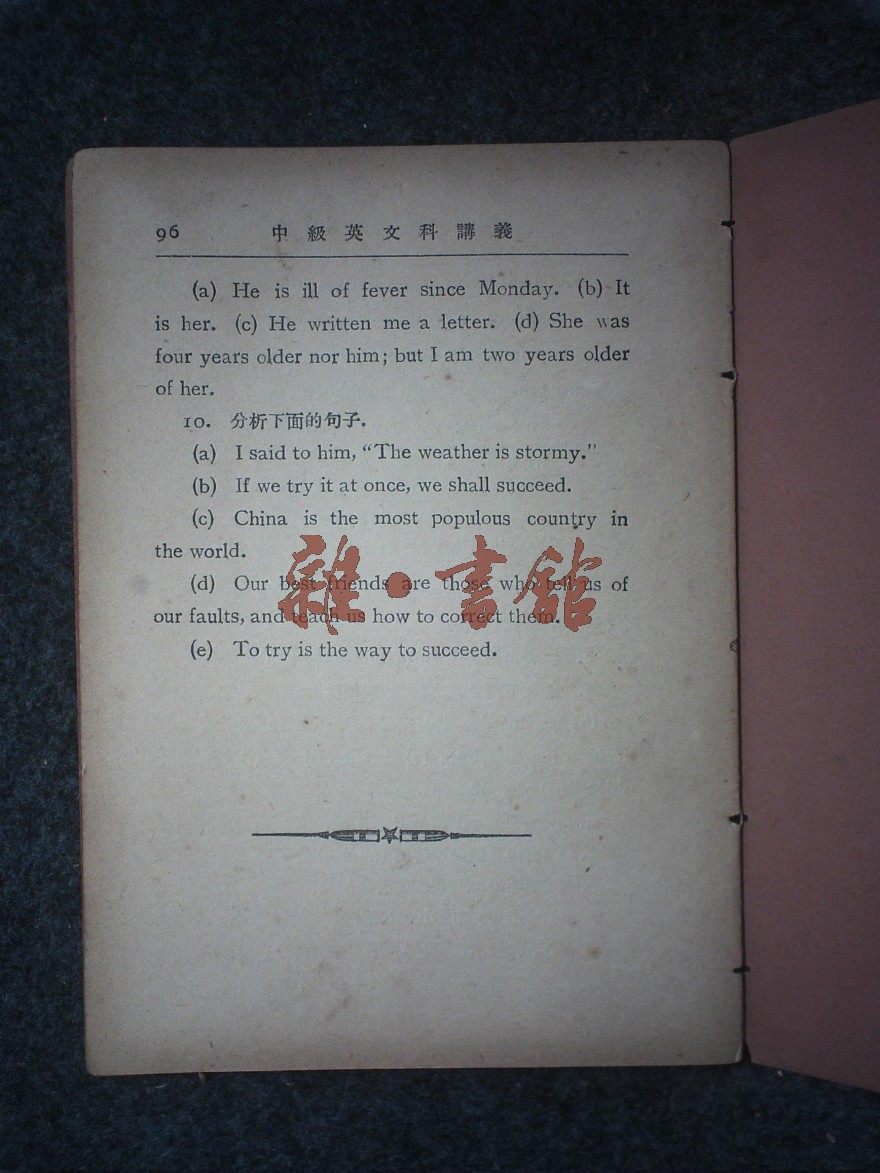 96 中級英文科講義
(a) He is ill of fever since Monday. (b) It
is her. (c) He written me a letter. (d) She was
four years older nor him; but I am two years older
of her.
10. 分析下面的句子.
(a) I said to him, “The weather is stormy.”
(b) If we try it at once, we shall succeed.
(c) China is the most populous country in
the world.
(d) Our best friends are those who tell us of
our faults, and teach us how to correct them.
(e) To try is the way to succeed.
雜·書館